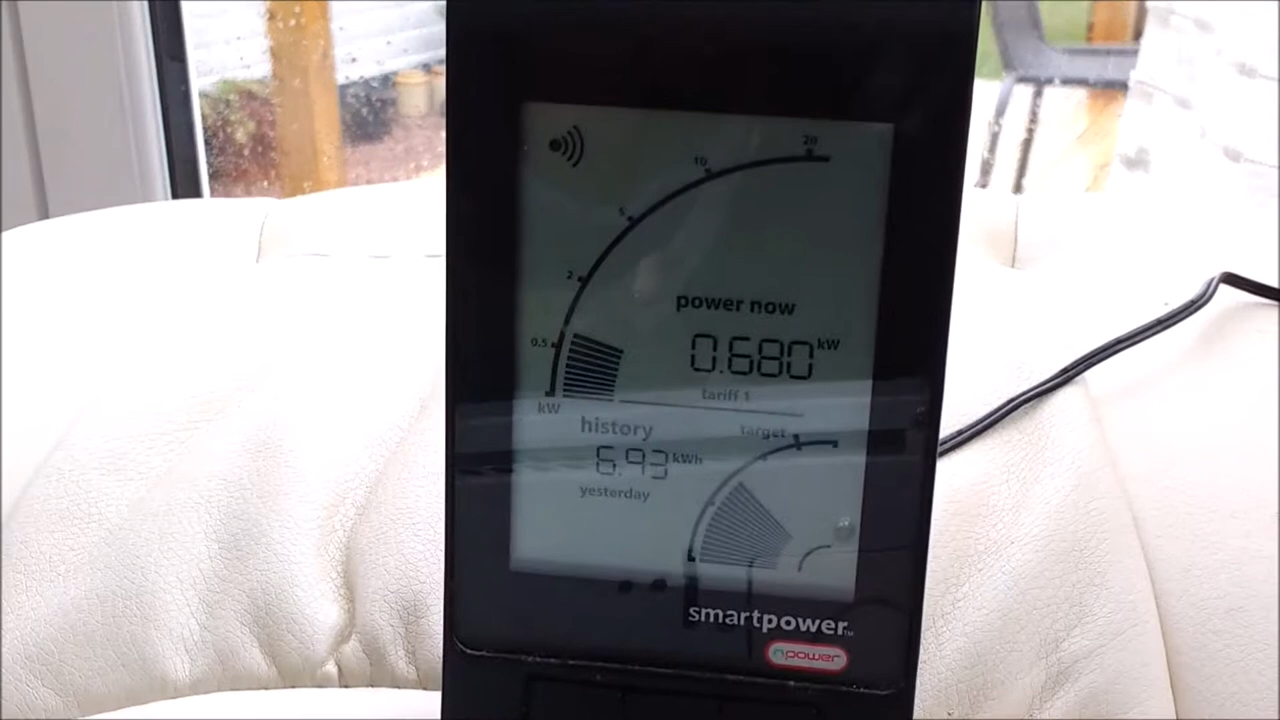 20
10
5
2
power now
0.5
0.680 kW
tariff 1
kW
history
target
6.93 kWh
yesterday
smartpower™
npower